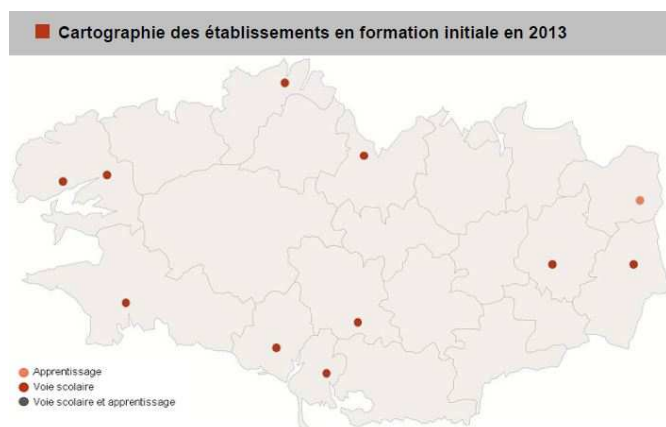 Cartographie des établissements en formation initiale en 2013
Apprentissage
Voie scolaire
Voie scolaire et apprentissage